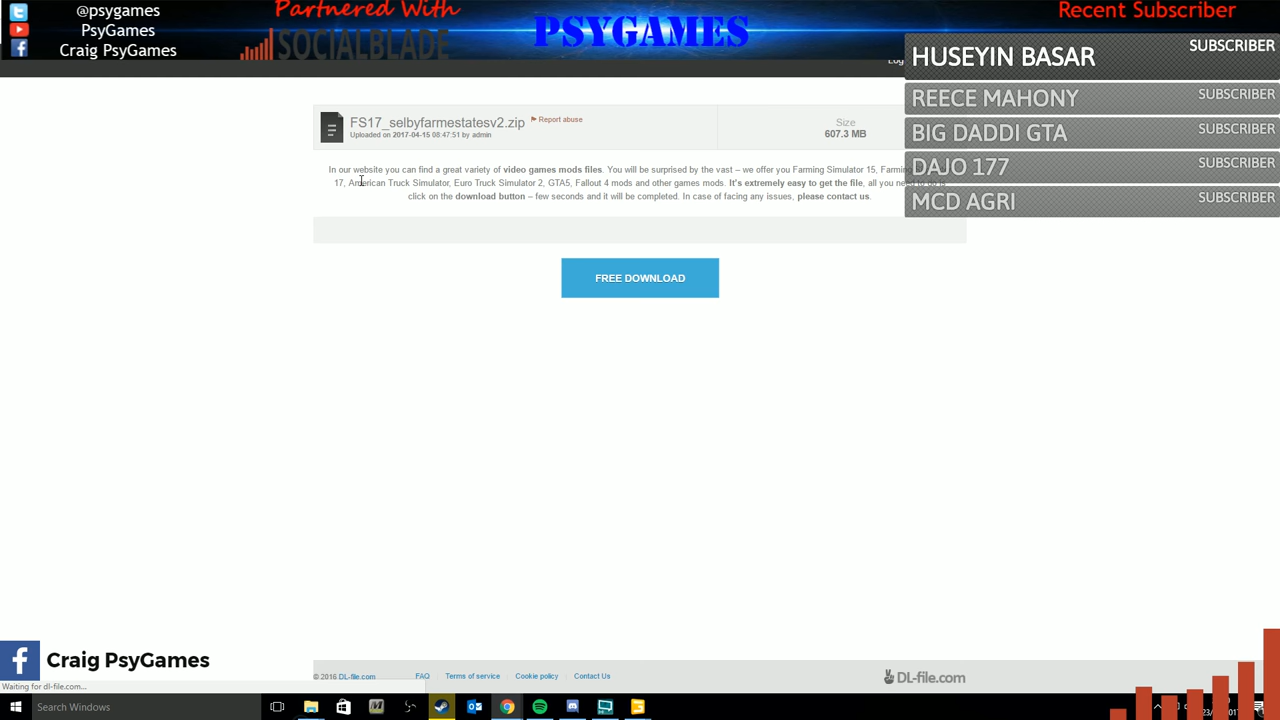 @psygames
PsyGames
Craig PsyGames
Partnered With
SOCIALBLADE
PSYGAMES
Recent Subscriber
HUSEYIN BASAR SUBSCRIBER
REECE MAHONY SUBSCRIBER
BIG DADDI GTA SUBSCRIBER
DAJO 177 SUBSCRIBER
MCD AGRI SUBSCRIBER
FS17_selbyfarmestatesv2.zip Report abuse
Uploaded on 2017-04-15 08:47:51 by admin
Size
607.3 MB
In our website you can find a great variety of video games mods files. You will be surprised by the vast – we offer you Farming Simulator 15,
17, American Truck Simulator, Euro Truck Simulator 2, GTA5, Fallout 4 mods and other games mods. It's extremely easy to get the file, all you need to do is
click on the download button – few seconds and it will be completed. In case of facing any issues, please contact us.
FREE DOWNLOAD
Craig PsyGames
© 2016 DL-file.com FAQ Terms of service Cookie policy Contact Us DL-file.com
Waiting for dl-file.com...
Search Windows